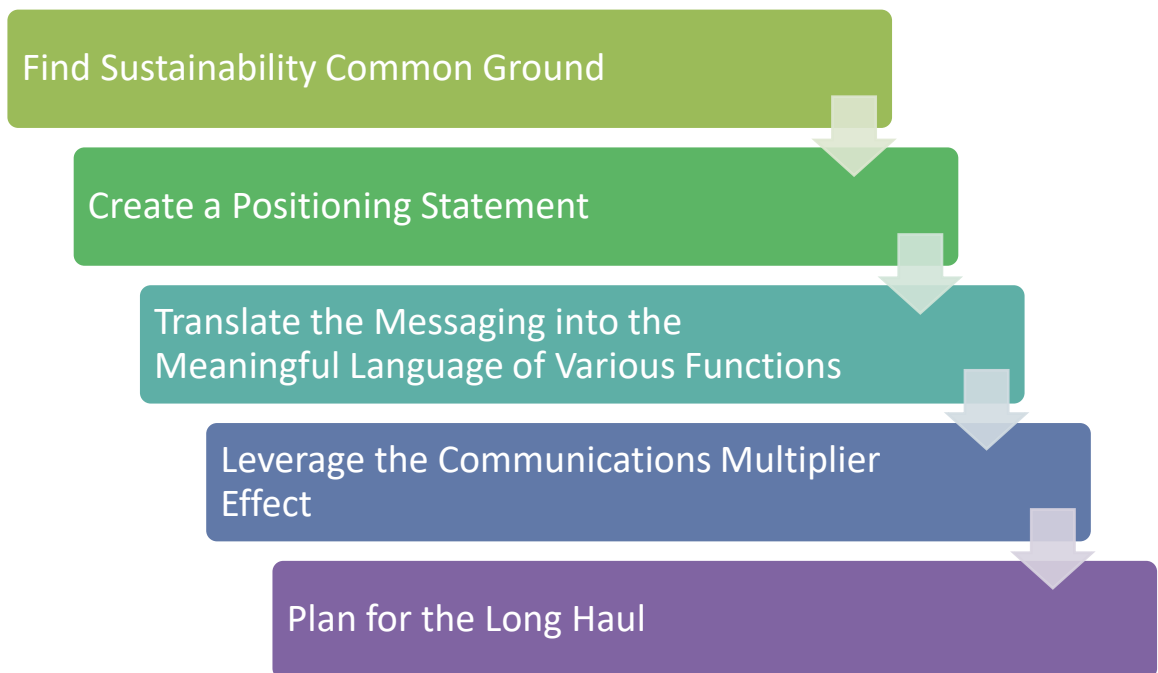 Find Sustainability Common Ground
Create a Positioning Statement
Translate the Messaging into the
Meaningful Language of Various Functions
Leverage the Communications Multiplier
Effect
Plan for the Long Haul